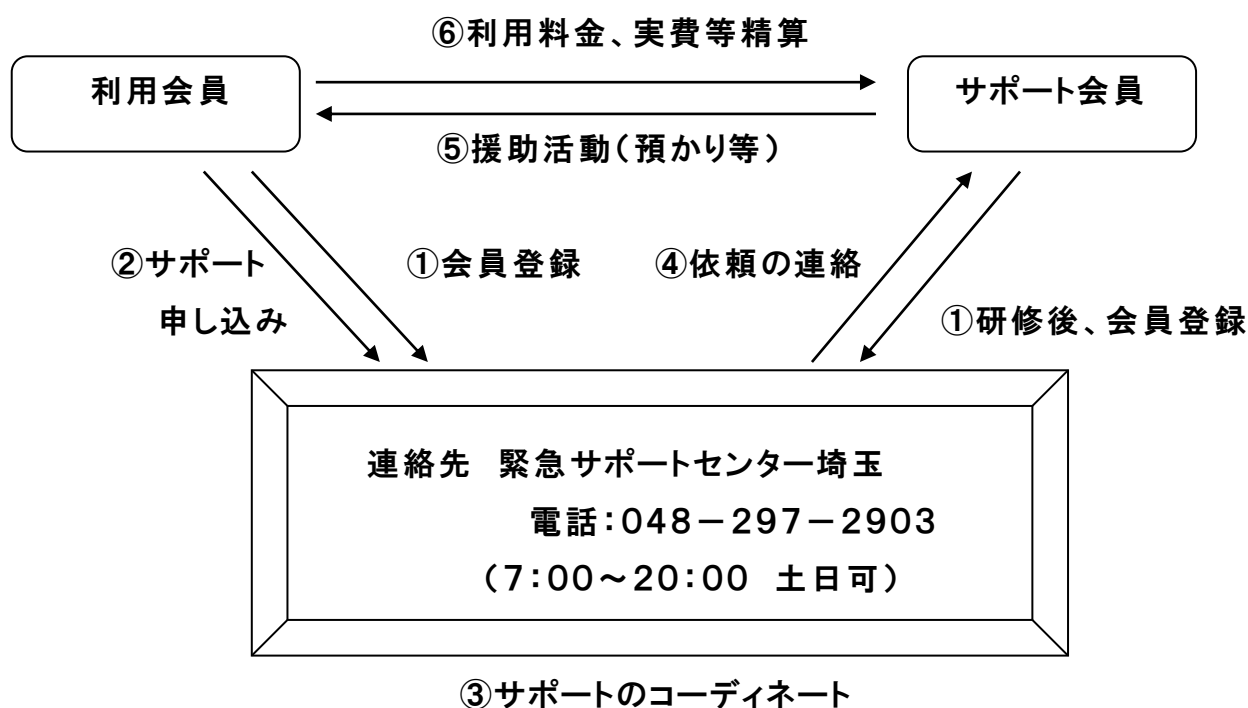 ⑥利用料金、実費等精算
利用会員
サポート会員
⑤援助活動（預かり等）
②サポート
申し込み
①会員登録
④依頼の連絡
①研修後、会員登録
連絡先 緊急サポートセンター埼玉
電話：０４８－２９７－２９０３
（７：００～２０：００ 土日可）
③サポートのコーディネート